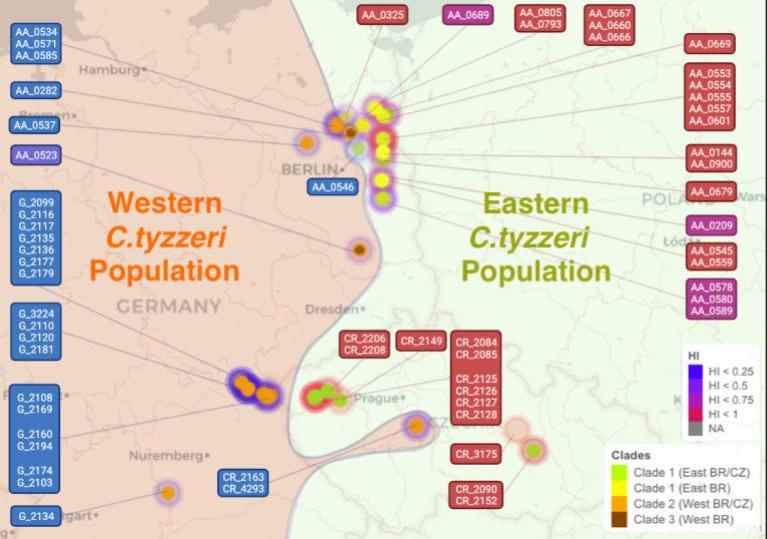 AA_0325
AA_0689
AA_0805
AA_0793
AA_0667
AA_0660
AA_0666
AA_0534
AA_0571
AA_0585
AA_0669
Hamburg
AA_0282
AA_0553
AA_0554
AA_0555
AA_0557
AA_0601
Bremen
AA_0537
AA_0523
AA_0144
AA_0900
BERLIN
AA_0546
AA_0679
G_2099
G_2116
G_2117
G_2135
G_2136
G_2177
G_2179
Western
C.tyzzeri
Population
Eastern
C.tyzzeri
Population
POLAND
Wars
AA_0209
Łódź
AA_0545
AA_0559
AA_0578
AA_0580
AA_0589
GERMANY
Dresden
G_3224
G_2110
G_2120
G_2181
CR_2206
CR_2208
CR_2149
CR_2084
CR_2085
CR_2125
CR_2126
CR_2127
CR_2128
HI
HI < 0.25
HI < 0.5
HI < 0.75
HI < 1
NA
G_2108
G_2169
G_2160
G_2194
G_2174
G_2103
Prague
CZECH
Nuremberg
CR_2163
CR_4293
CR_3175
CR_2090
CR_2152
Clades
Clade 1 (East BR/CZ)
Clade 1 (East BR)
Clade 2 (West BR/CZ)
Clade 3 (West BR)
G_2134
tgart